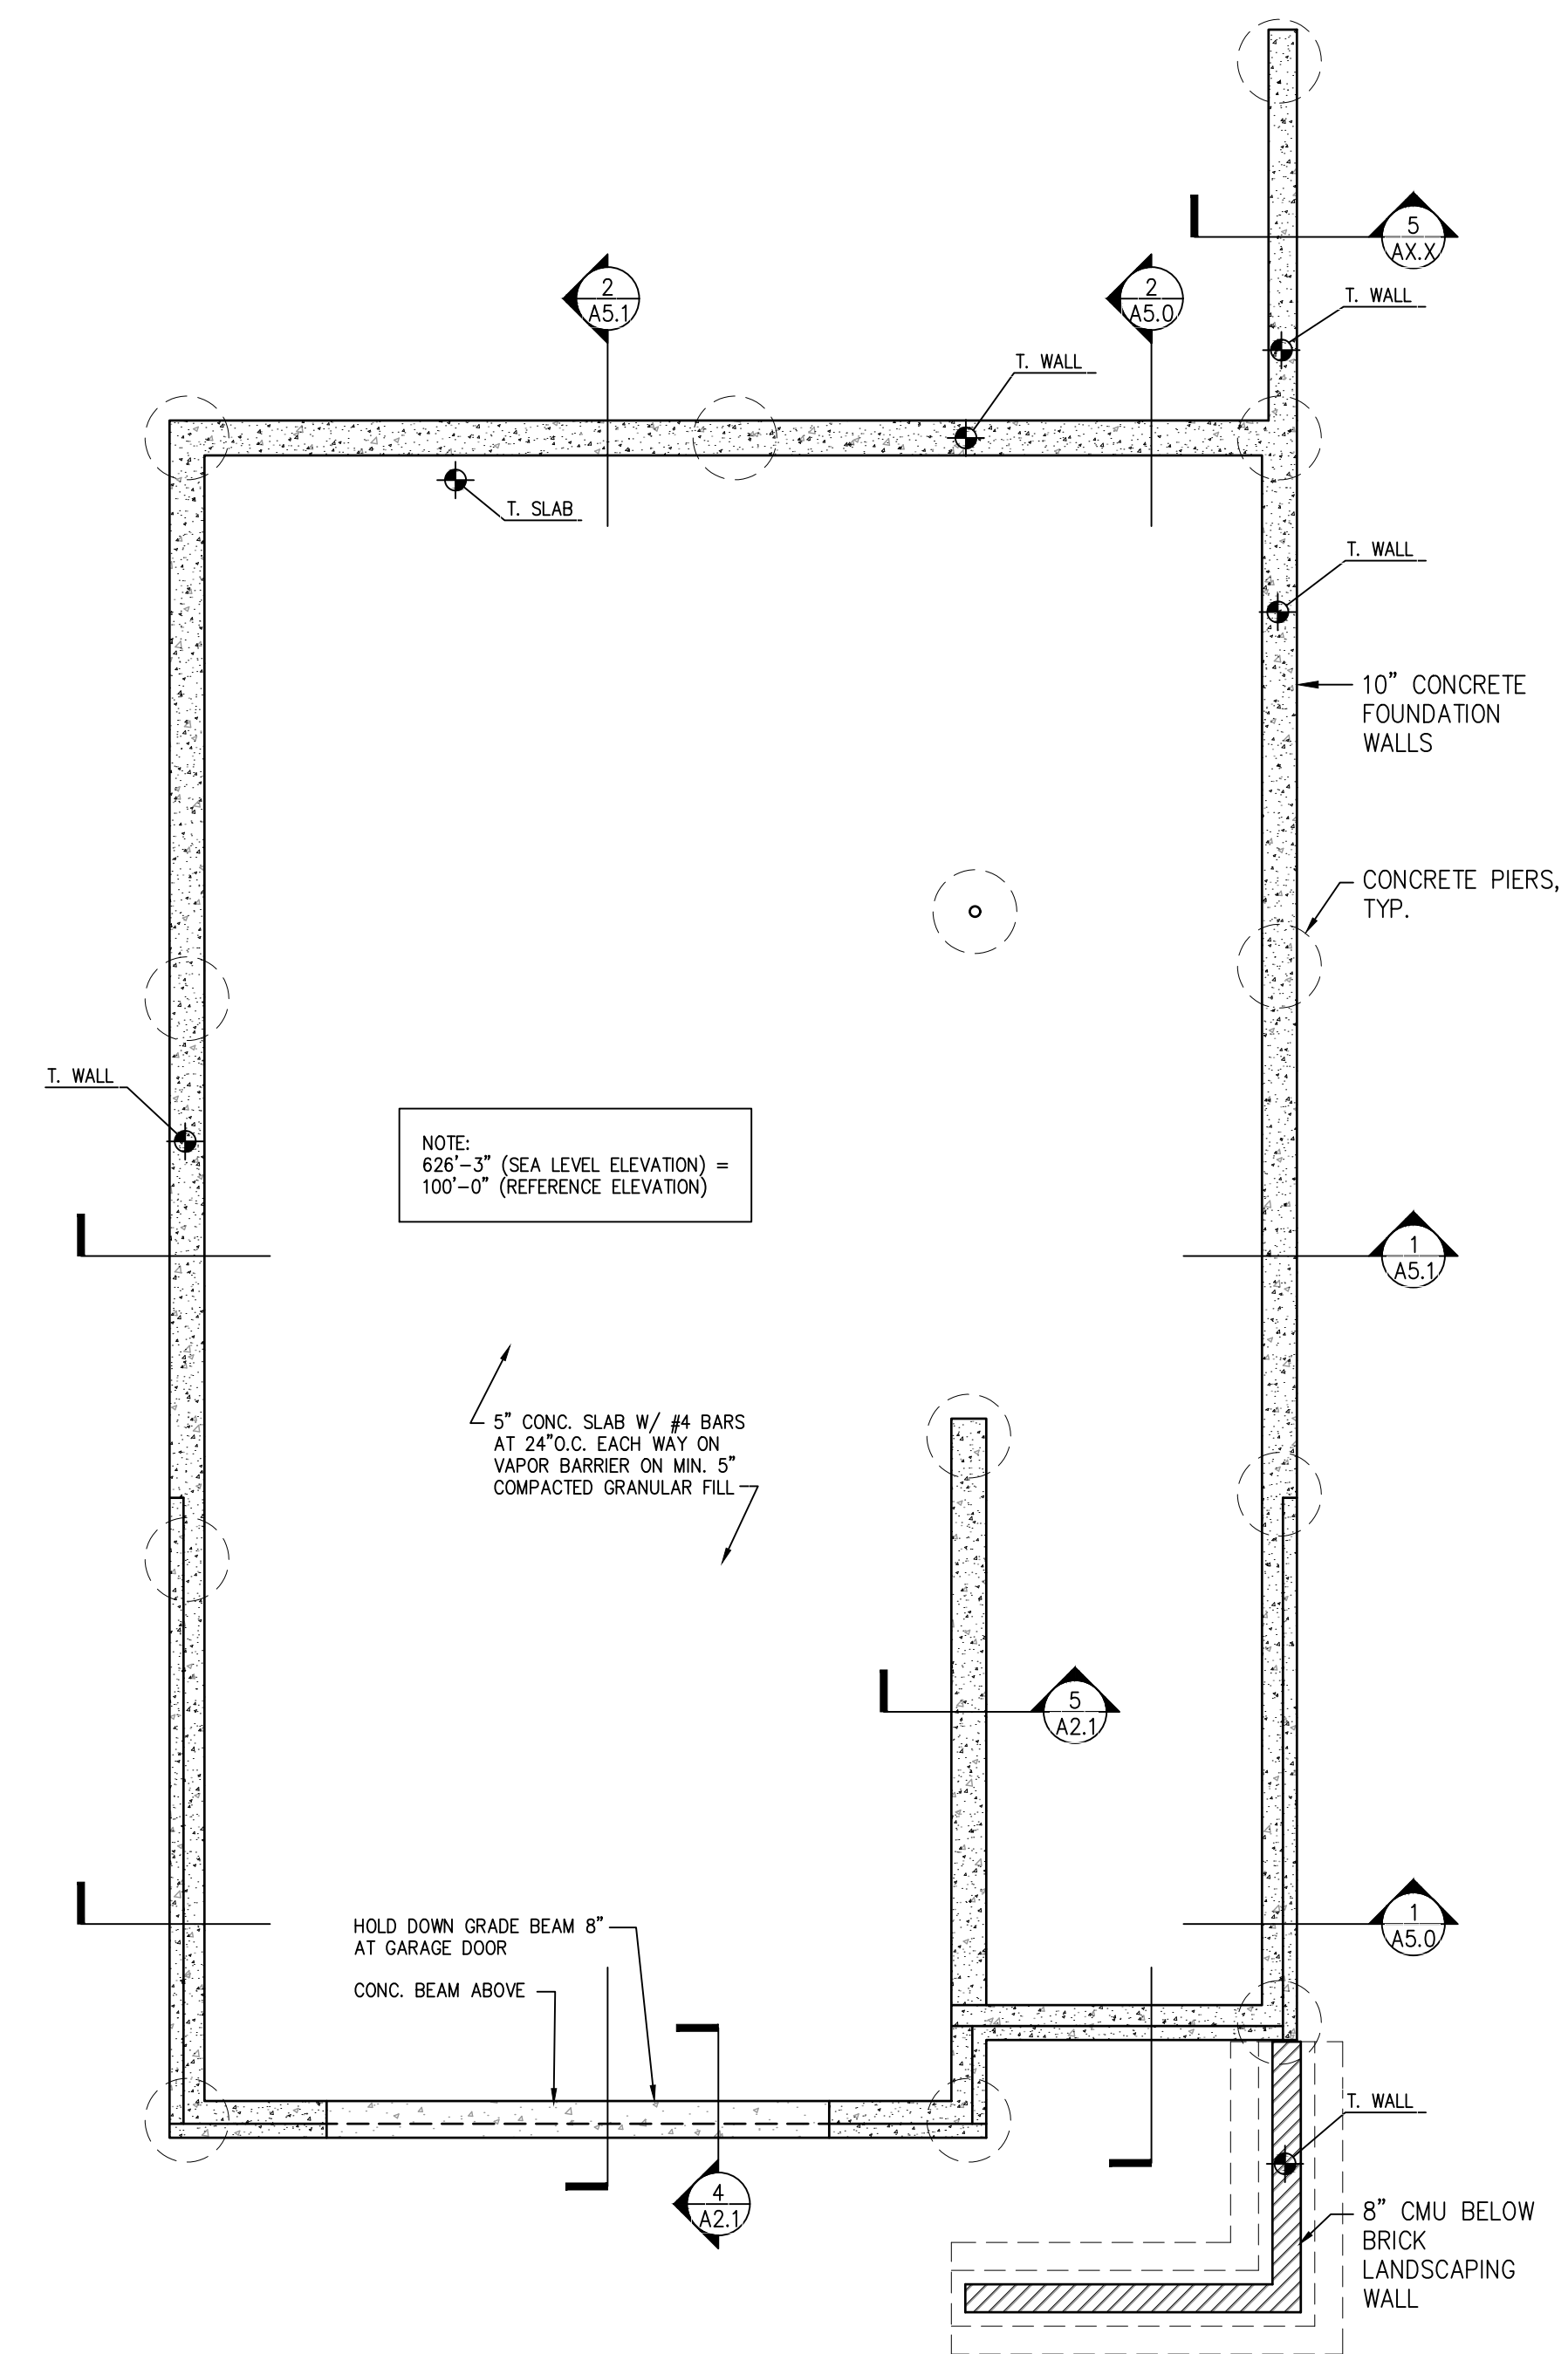 5
AX.X
2
A5.1
2
A5.0
T. WALL
T. WALL
T. SLAB
T. WALL
10” CONCRETE
FOUNDATION
WALLS
CONCRETE PIERS,
TYP.
T. WALL
NOTE:
626’-3” (SEA LEVEL ELEVATION) =
100’-0” (REFERENCE ELEVATION)
1
A5.1
5” CONC. SLAB W/ #4 BARS
AT 24”O.C. EACH WAY ON
VAPOR BARRIER ON MIN. 5”
COMPACTED GRANULAR FILL
5
A2.1
HOLD DOWN GRADE BEAM 8”
AT GARAGE DOOR
CONC. BEAM ABOVE
1
A5.0
T. WALL
4
A2.1
8” CMU BELOW
BRICK
LANDSCAPING
WALL